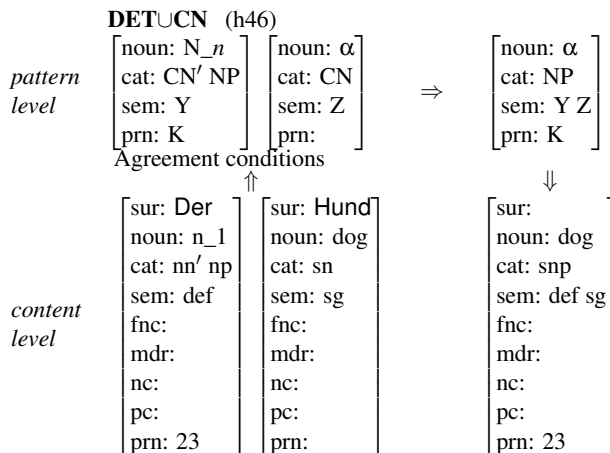 DET∪CN (h46)
noun: N_n noun: α noun: α
pattern cat: CN′ NP cat: CN ⇒ cat: NP
level sem: Y sem: Z sem: Y Z
prn: K prn: prn: K
Agreement conditions
⇑ ⇓
sur: Der sur: Hund sur:
noun: n_1 noun: dog noun: dog
cat: nn′ np cat: sn cat: snp
content sem: def sem: sg sem: def sg
level fnc: fnc: fnc:
mdr: mdr: mdr:
nc: nc: nc:
pc: pc: pc:
prn: 23 prn: prn: 23